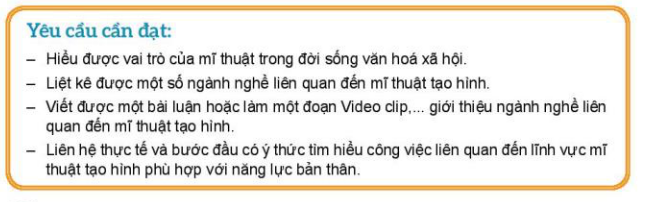 Yêu cầu cần đạt:
– Hiểu được vai trò của mĩ thuật trong đời sống văn hoá xã hội.
– Liệt kê được một số ngành nghề liên quan đến mĩ thuật tạo hình.
– Viết được một bài luận hoặc làm một đoạn Video clip,... giới thiệu ngành nghề liên
quan đến mĩ thuật tạo hình.
– Liên hệ thực tế và bước đầu có ý thức tìm hiểu công việc liên quan đến lĩnh vực mĩ
thuật tạo hình phù hợp với năng lực bản thân.